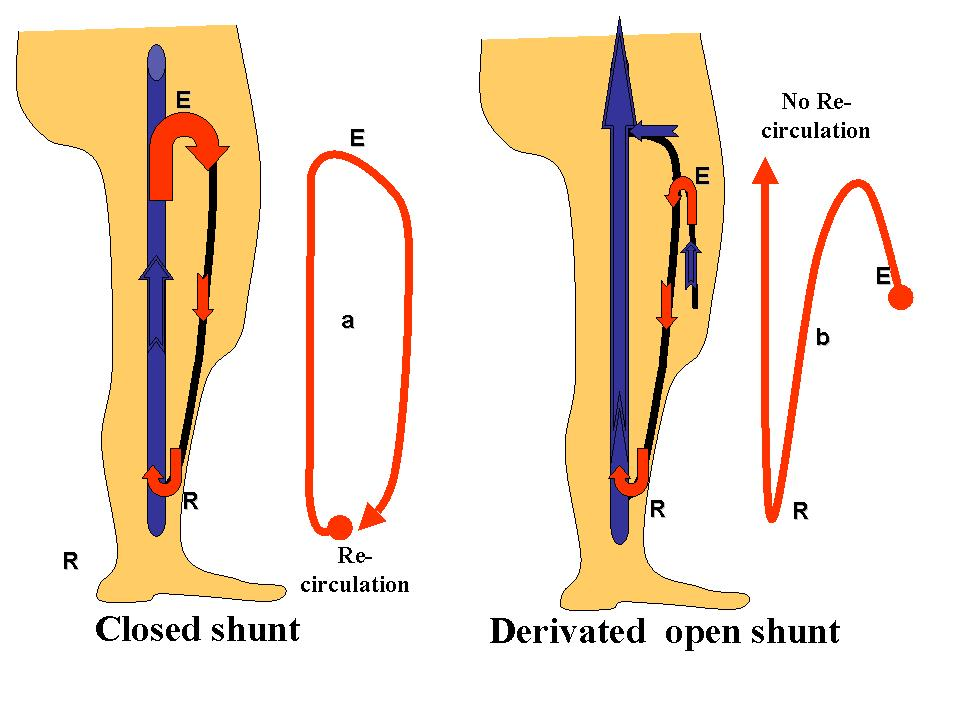 E
E
a
R
R
Re-
circulation
Closed shunt
No Re-
circulation
E
E
b
R
R
Derivated open shunt